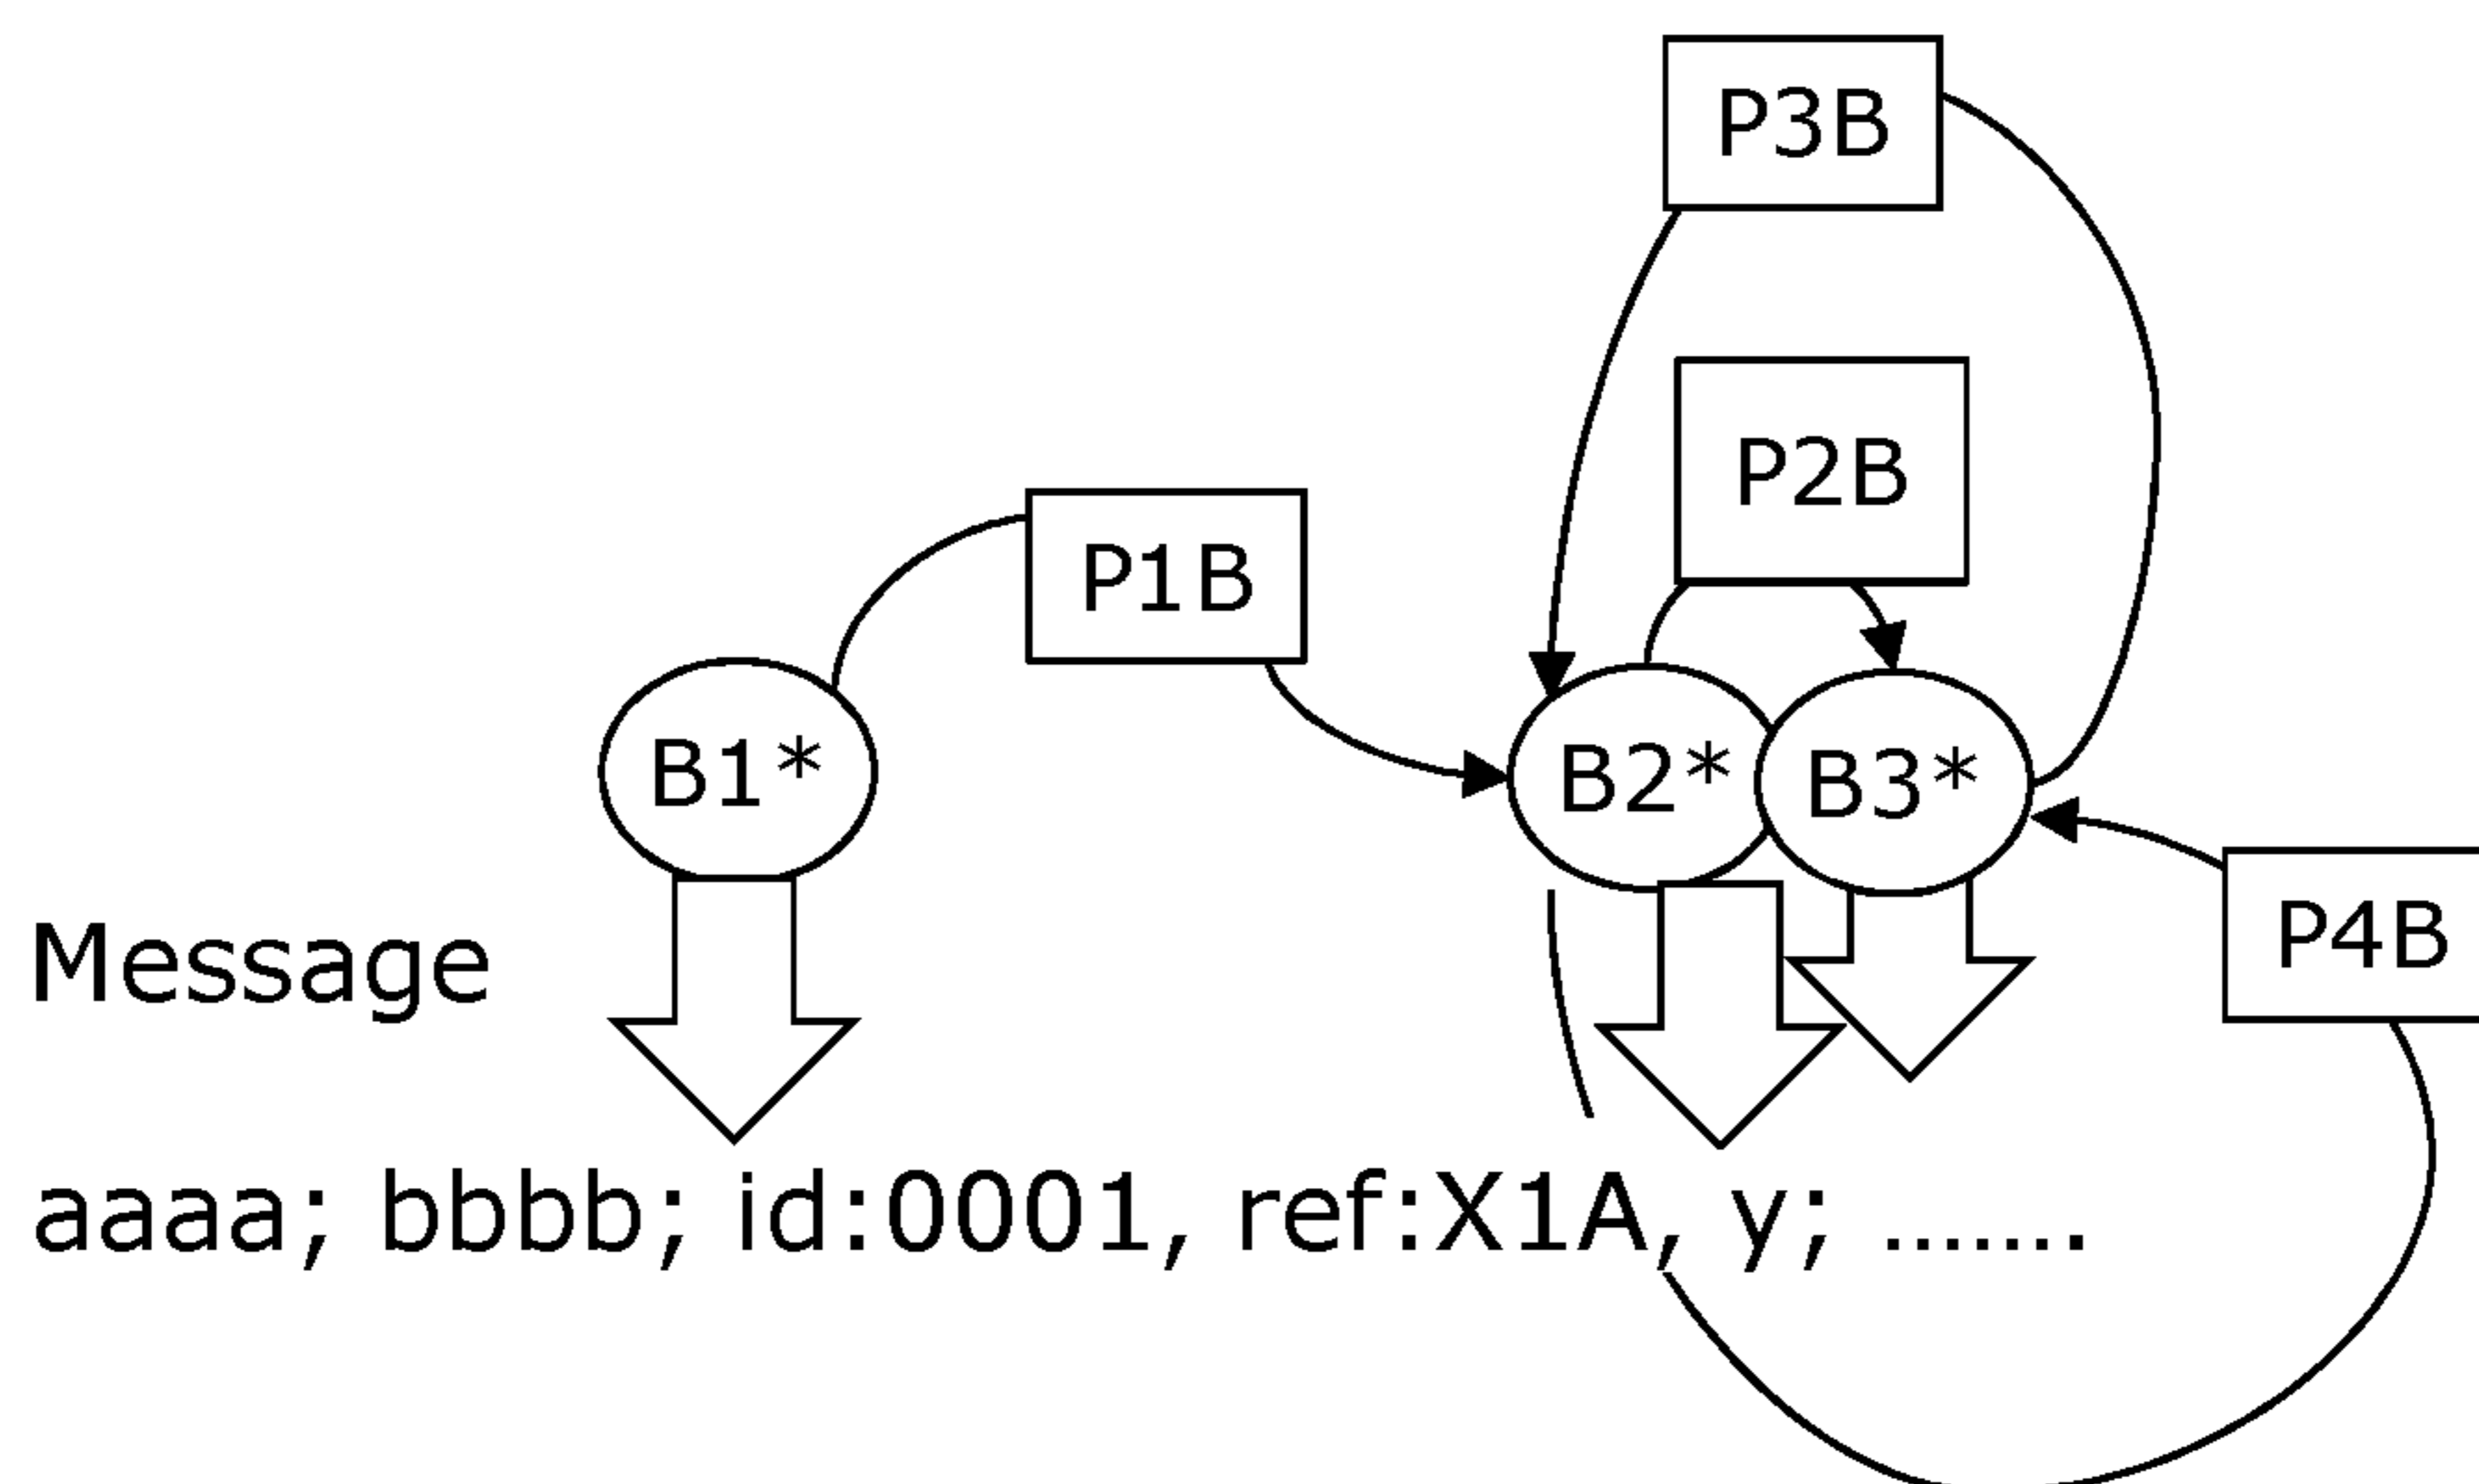 P3B
P2B
P1B
B1*
B2*
B3*
P4B
Message
aaaa; bbbb; id:0001, ref:X1A, y; .......